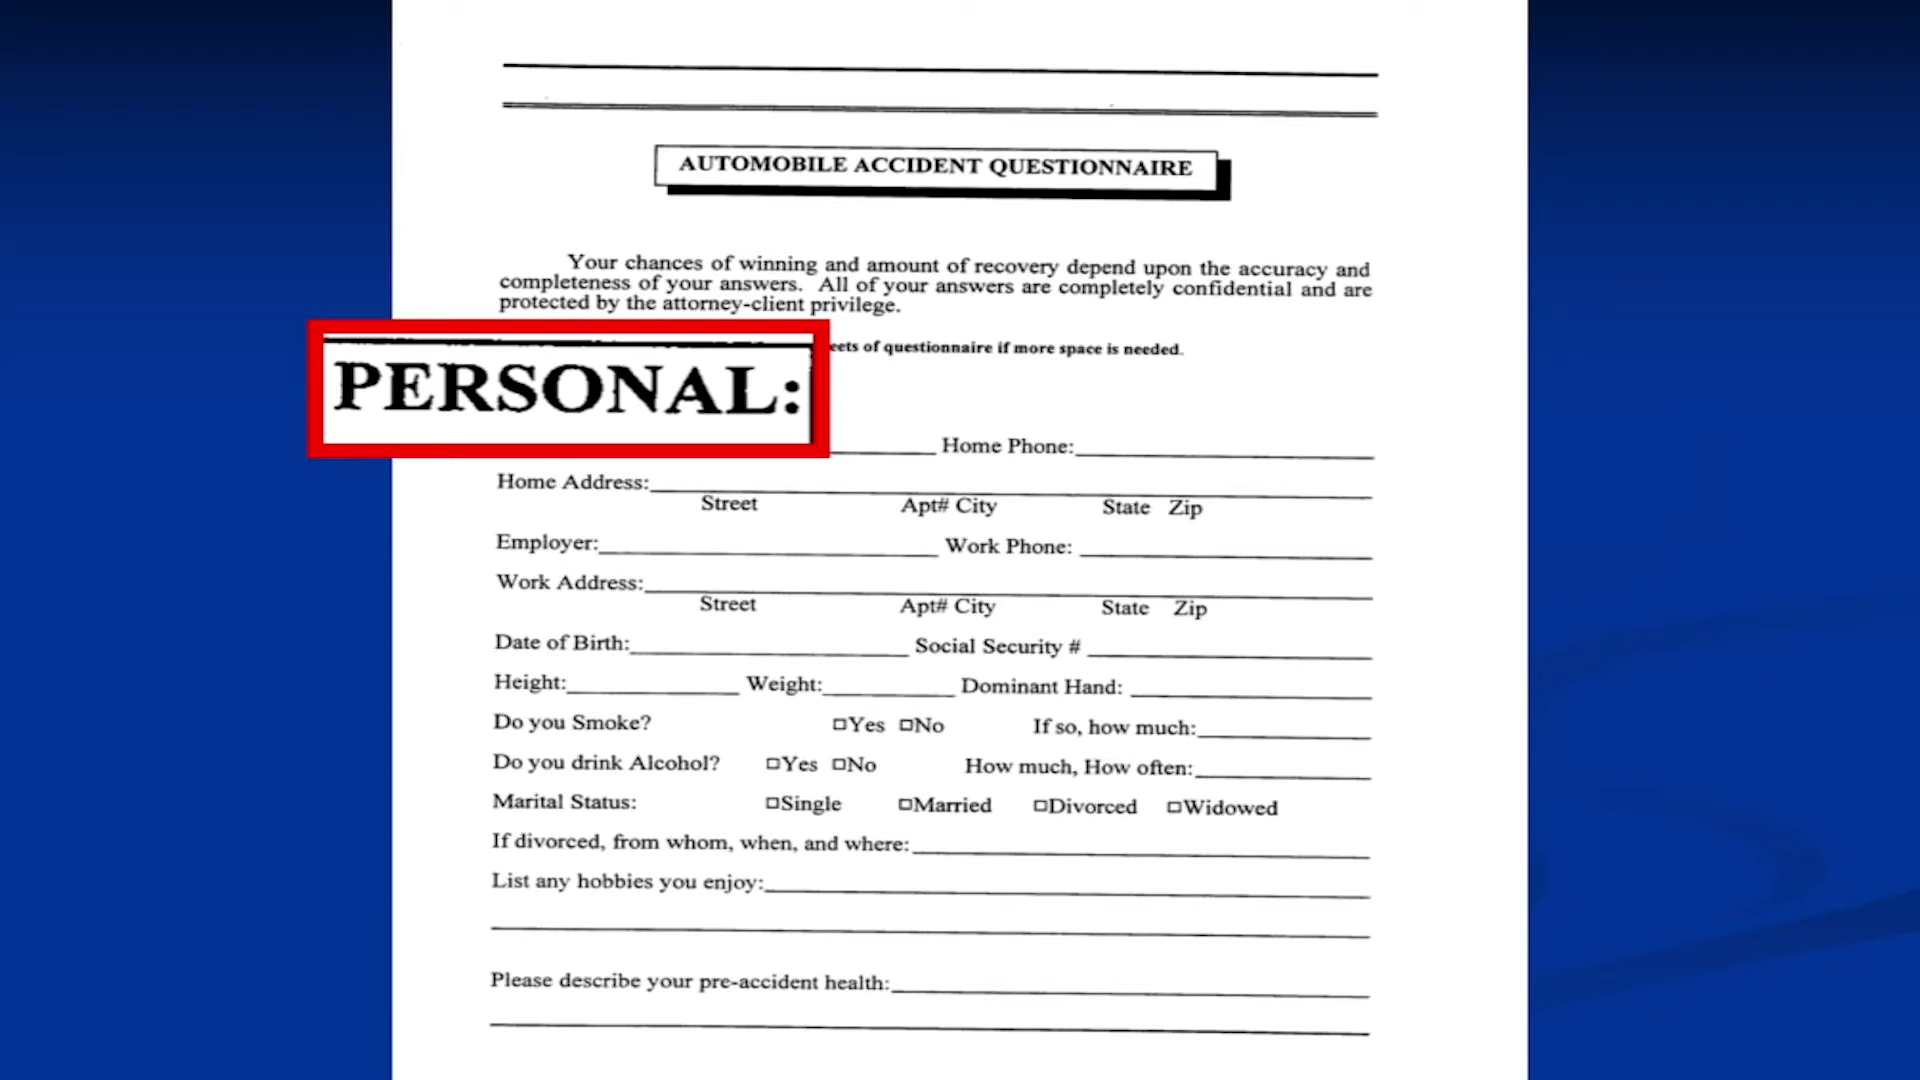 AUTOMOBILE ACCIDENT QUESTIONNAIRE
Your chances of winning and amount of recovery depend upon the accuracy and
completeness of your answers. All of your answers are completely confidential and are
protected by the attorney-client privilege.
of questionnaire if more space is needed.
PERSONAL:
Home Phone:
Home Address:
Street Apt# City State Zip
Employer: Work Phone:
Work Address:
Street Apt# City State Zip
Date of Birth: Social Security #
Height: Weight: Dominant Hand:
Do you Smoke? □Yes □No If so, how much:
Do you drink Alcohol? □Yes □No How much, How often:
Marital Status: □Single □Married □Divorced □Widowed
If divorced, from whom, when, and where:
List any hobbies you enjoy:
Please describe your pre-accident health: